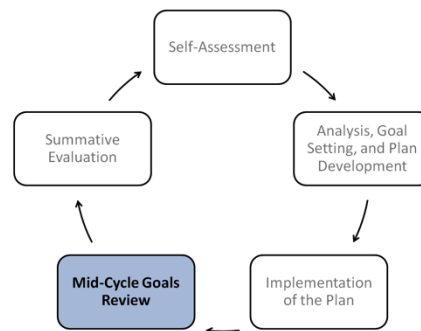 Self-Assessment
Analysis, Goal
Setting, and Plan
Development
Implementation
of the Plan
Mid-Cycle Goals
Review
Summative
Evaluation